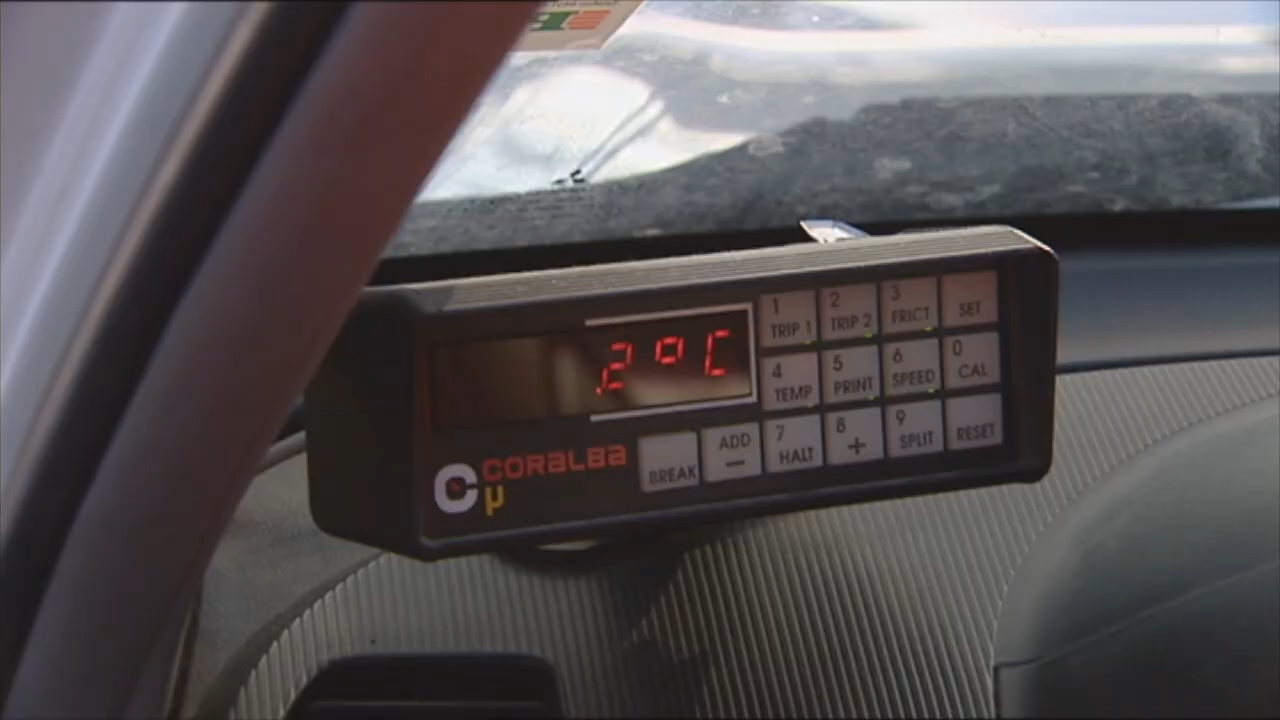 .2°C
1 TRIP 1
2 TRIP 2
3 FRICT
SET
4 TEMP
5 PRINT
6 SPEED
0 CAL
BREAK
ADD –
7 HALT
8 +
9 SPLIT
RESET
C CORALBA
µ